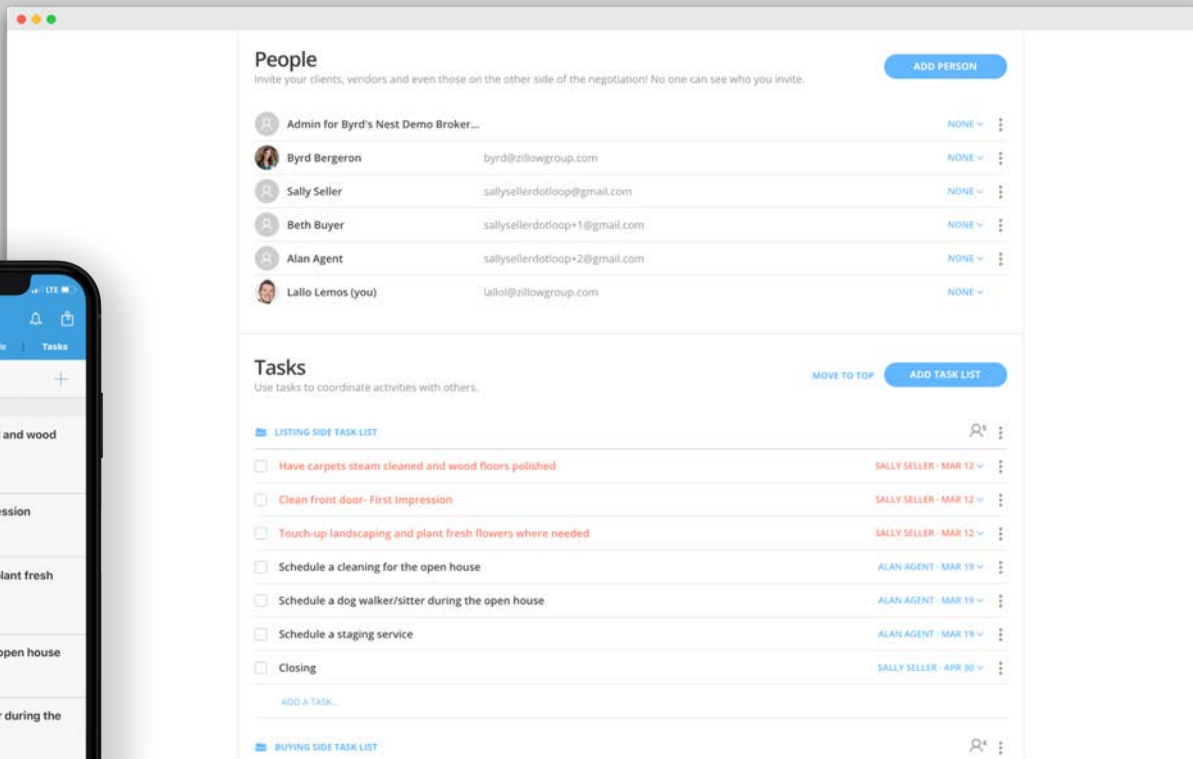 People
ADD PERSON
Invite your clients, vendors and even those on the other side of the negotiation! No one can see who you invite.
Admin for Byrd's Nest Demo Broker... NONE
Byrd Bergeron byrd@zillowgroup.com NONE
Sally Seller sallysellerdotloop@gmail.com NONE
Beth Buyer sallysellerdotloop+1@gmail.com NONE
Alan Agent sallysellerdotloop+2@gmail.com NONE
Lallo Lemos (you) lallol@zillowgroup.com NONE
Tasks
MOVE TO TOP ADD TASK LIST
Use tasks to coordinate activities with others.
LISTING SIDE TASK LIST
Have carpets steam cleaned and wood floors polished SALLY SELLER - MAR 12
Clean front door- First Impression SALLY SELLER - MAR 12
Touch-up landscaping and plant fresh flowers where needed SALLY SELLER - MAR 12
Schedule a cleaning for the open house ALAN AGENT - MAR 19
Schedule a dog walker/sitter during the open house ALAN AGENT - MAR 19
Schedule a staging service ALAN AGENT - MAR 19
Closing SALLY SELLER - APR 30
ADD A TASK...
BUYING SIDE TASK LIST
LTE
Tasks
and wood
ession
lant fresh
open house
during the